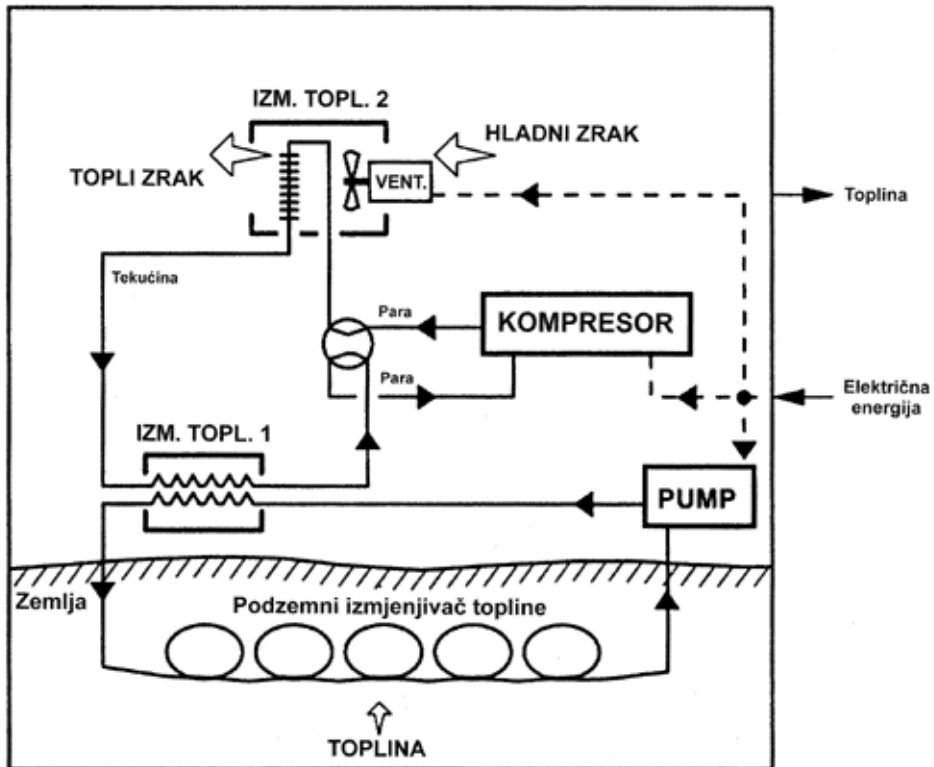 IZM. TOPL. 2
HLADNI ZRAK
TOPLI ZRAK
VENT.
Toplina
Tekućina
Para
KOMPRESOR
Para
Električna
energija
IZM. TOPL. 1
PUMP
Zemlja
Podzemni izmjenjivač topline
TOPLINA